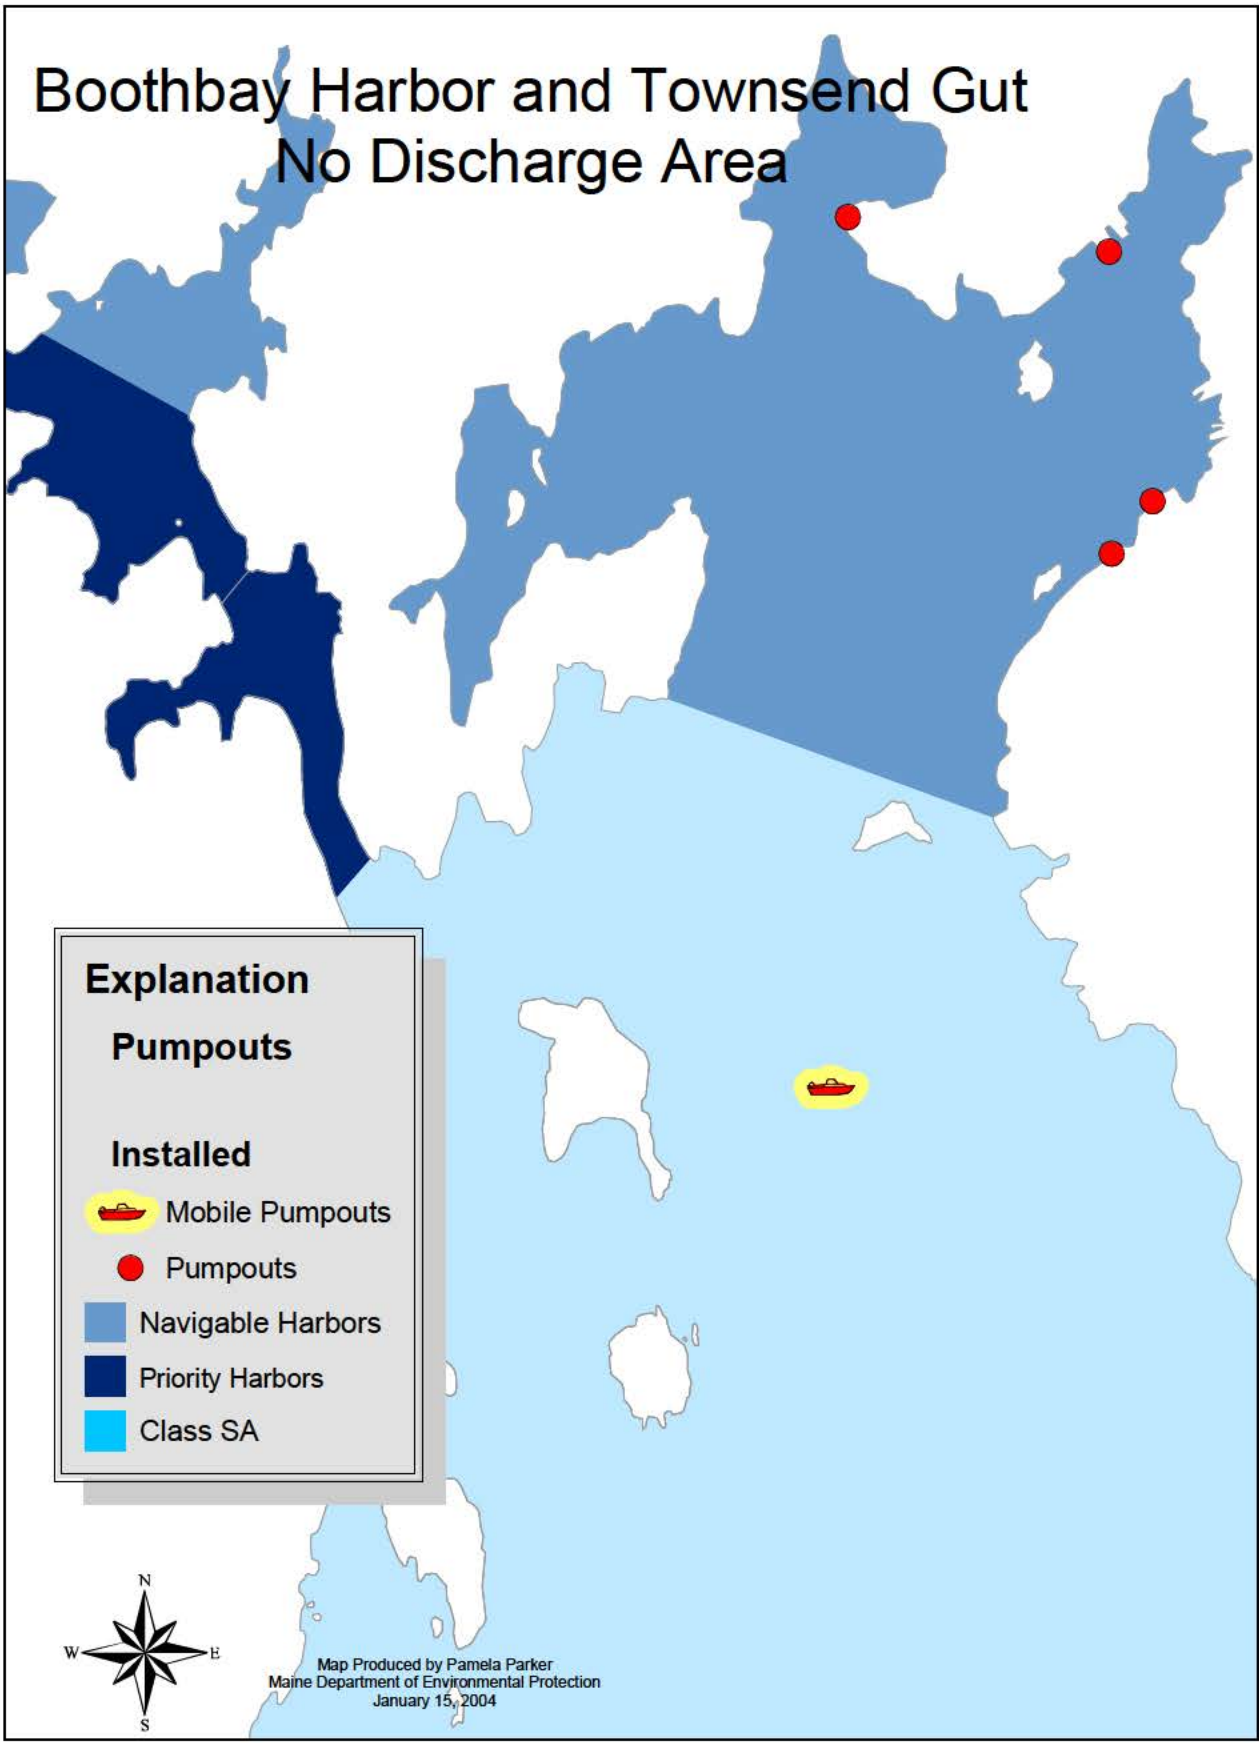 Boothbay Harbor and Townsend Gut
No Discharge Area
Explanation
Pumpouts
Installed
Mobile Pumpouts
Pumpouts
Navigable Harbors
Priority Harbors
Class SA
N
W E
S
Map Produced by Pamela Parker
Maine Department of Environmental Protection
January 15, 2004